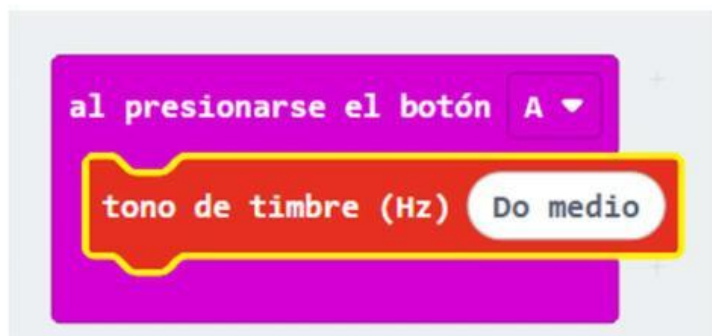 al presionarse el botón A
tono de timbre (Hz) Do medio